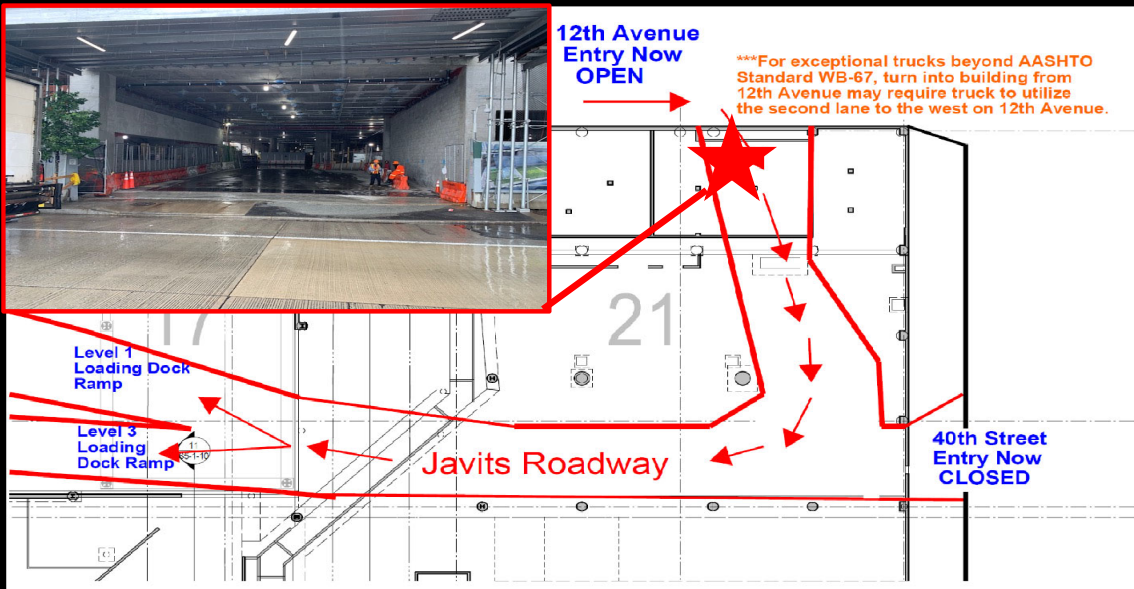 12th Avenue
Entry Now
OPEN
***For exceptional trucks beyond AASHTO
Standard WB-67, turn into building from
12th Avenue may require truck to utilize
the second lane to the west on 12th Avenue.
17
21
Level 1
Loading Dock
Ramp
Level 3
Loading
Dock Ramp
11
Javits Roadway
40th Street
Entry Now
CLOSED